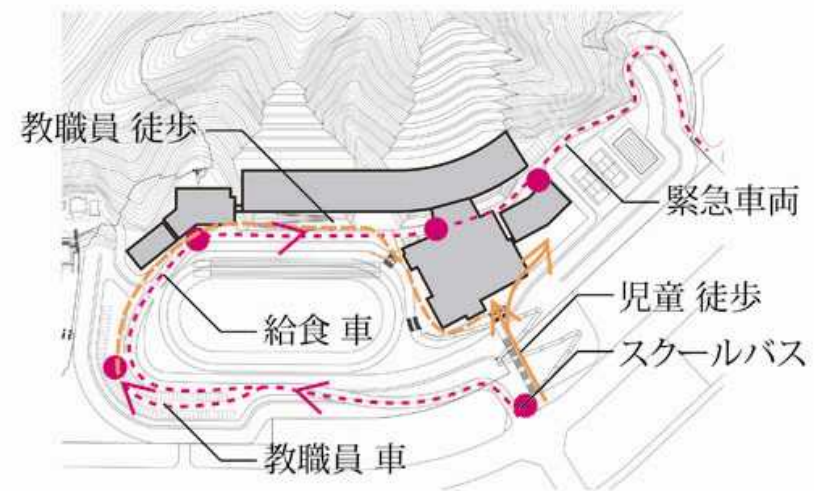 教職員 徒歩
緊急車両
児童 徒歩
給食 車
スクールバス
教職員 車